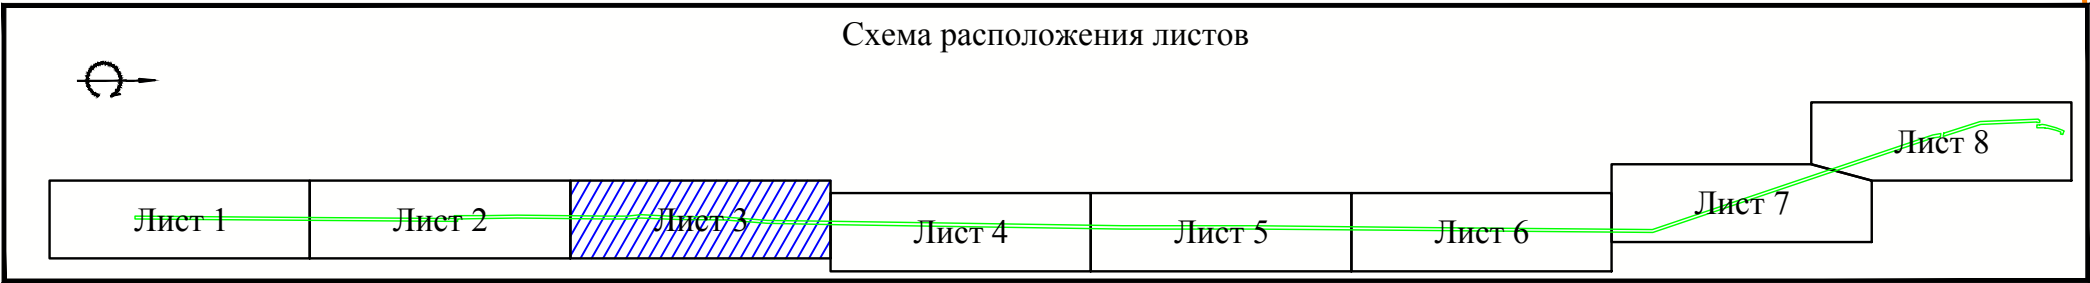 Схема расположения листов
Лист 8
Лист 7
Лист 1
Лист 2
Лист 3
Лист 4
Лист 5
Лист 6